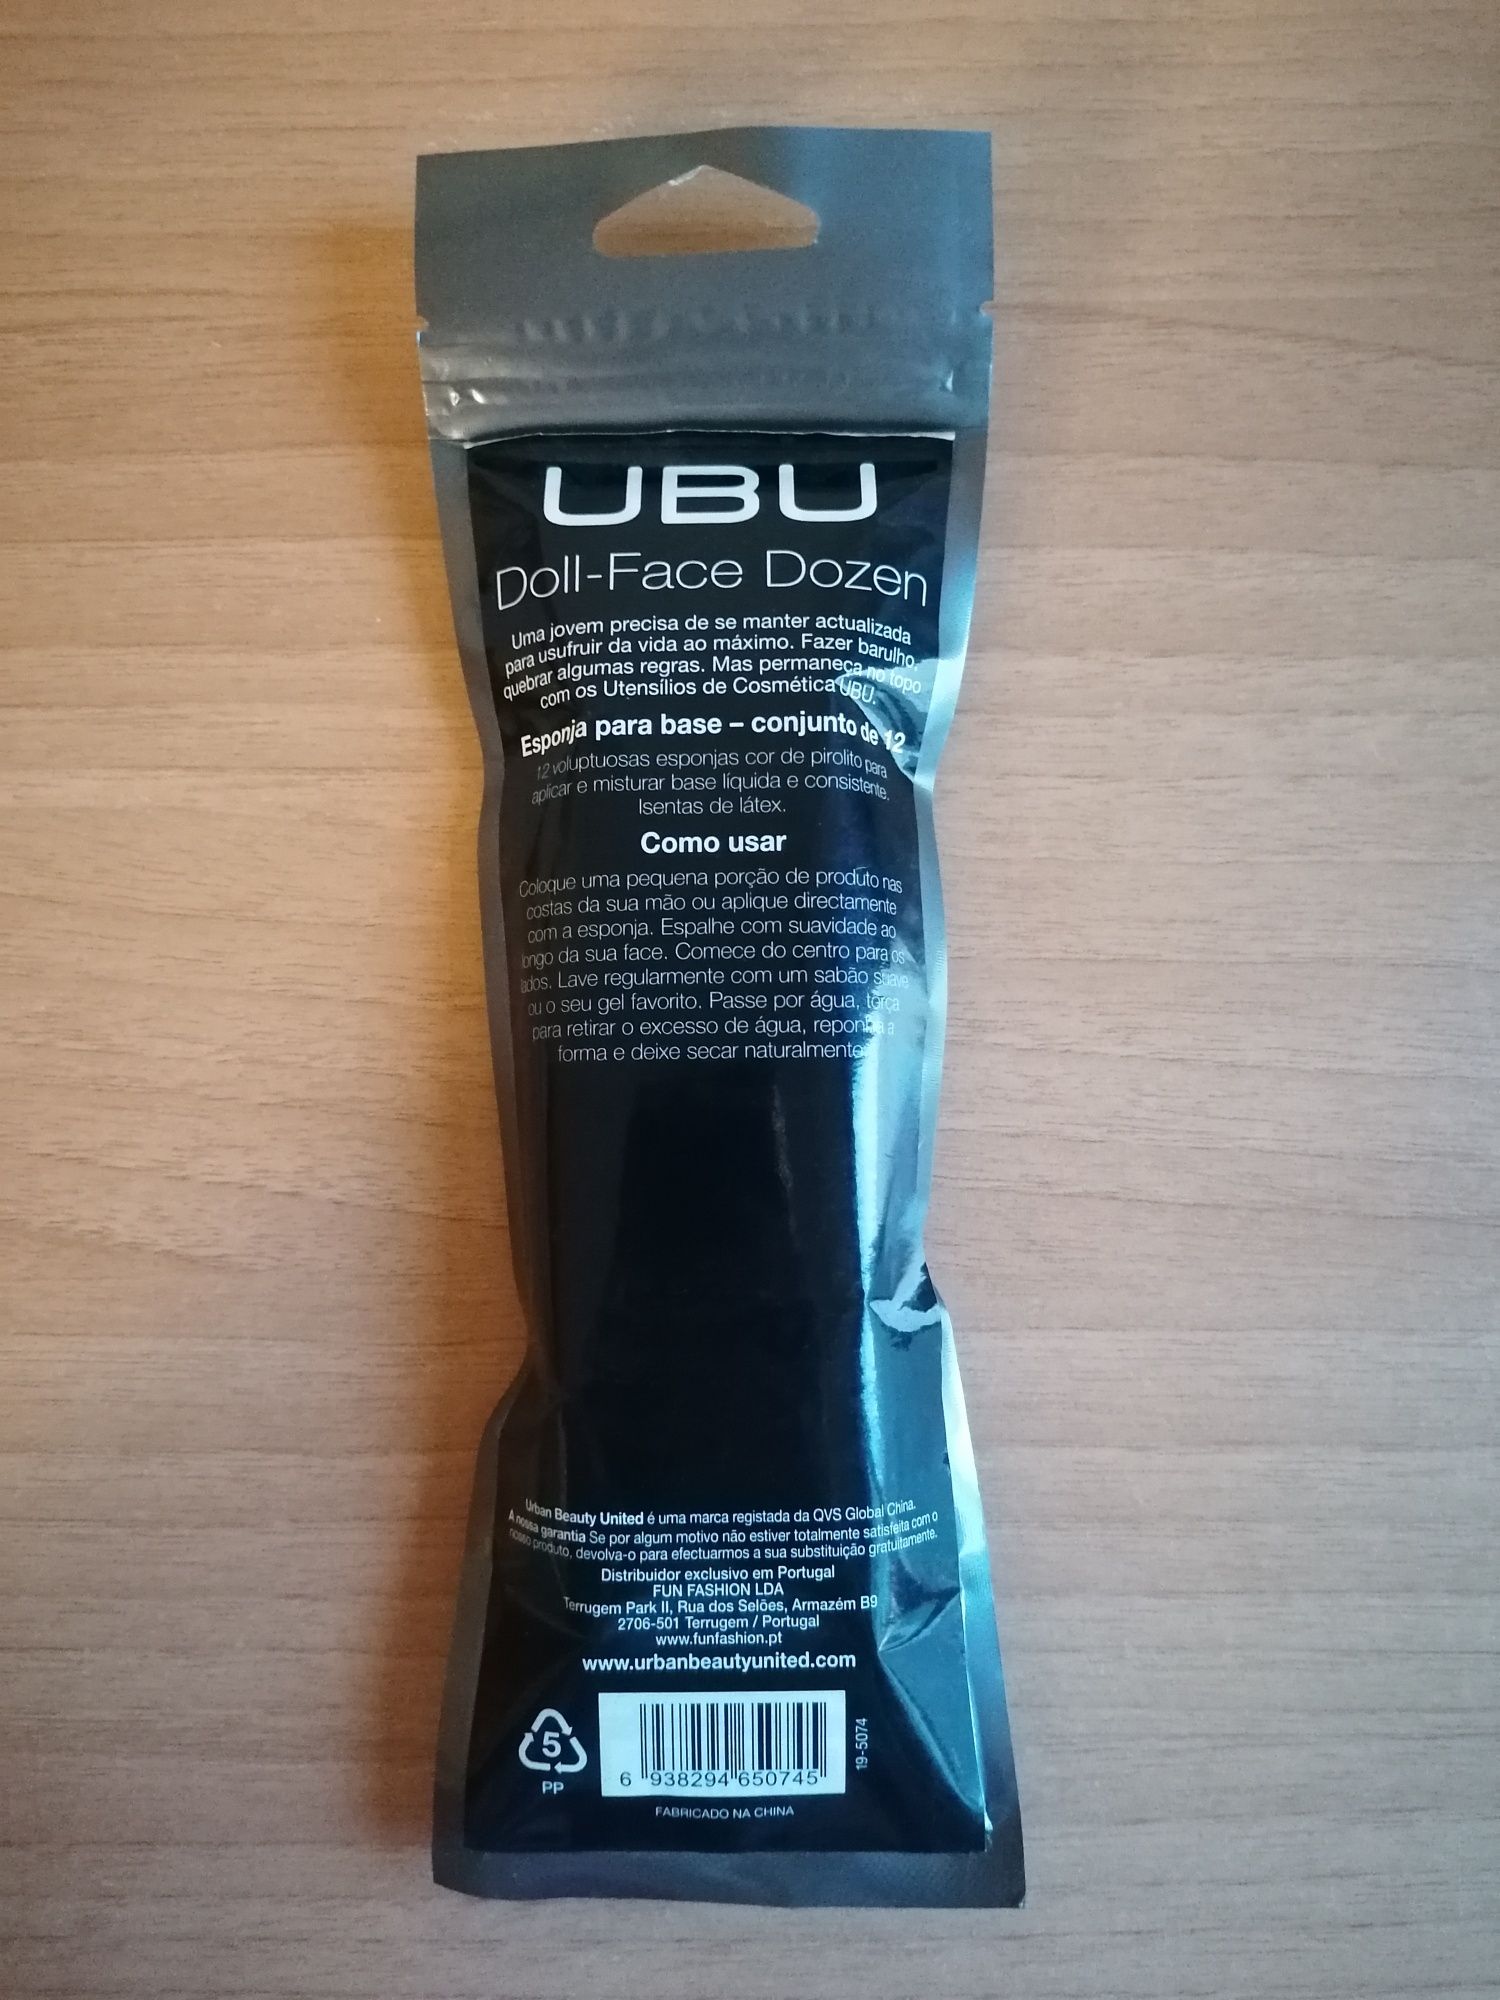 UBU
Doll-Face Dozen
Uma jovem precisa de se manter actualizada
para usufruir da vida ao máximo. Fazer barulho,
quebrar algumas regras. Mas permaneça no topo
com os Utensílios de Cosmética UBU.
Esponja para base – conjunto de 12
12 voluptuosas esponjas cor de pirolito para
aplicar e misturar base líquida e consistente.
Isentas de látex.
Como usar
Coloque uma pequena porção de produto nas
costas da sua mão ou aplique directamente
com a esponja. Espalhe com suavidade ao
longo da sua face. Comece do centro para os
lados. Lave regularmente com um sabão suave
ou o seu gel favorito. Passe por água, torça
para retirar o excesso de água, reponha a
forma e deixe secar naturalmente.
Urban Beauty United é uma marca registada da QVS Global China.
A nossa garantia Se por algum motivo não estiver totalmente satisfeita com o
nosso produto, devolva-o para efectuarmos a sua substituição gratuitamente.
Distribuidor exclusivo em Portugal
FUN FASHION LDA
Terrugem Park II, Rua dos Selões, Armazém B9
2706-501 Terrugem / Portugal
www.funfashion.pt
www.urbanbeautyunited.com
5
PP
6 938294 650745
19-5074
FABRICADO NA CHINA